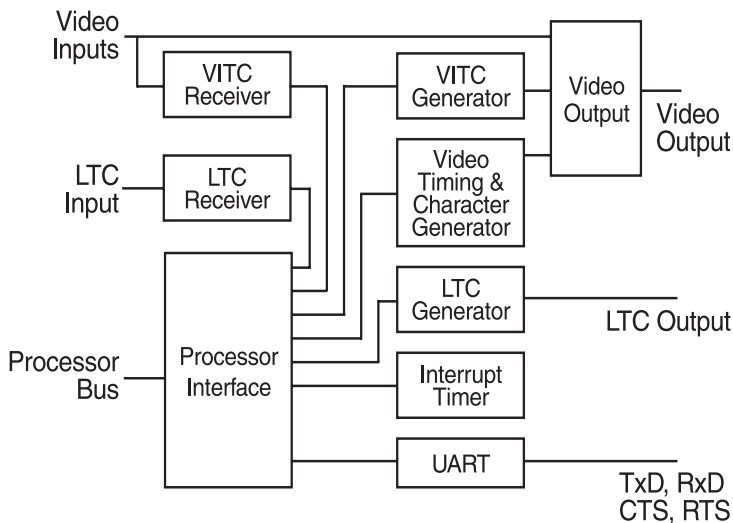 Video
Inputs
VITC
Receiver
VITC
Generator
Video
Output
Video
Output
LTC
Input
LTC
Receiver
Video
Timing &
Character
Generator
LTC
Generator
LTC Output
Processor
Bus
Processor
Interface
Interrupt
Timer
UART
TxD, RxD
CTS, RTS